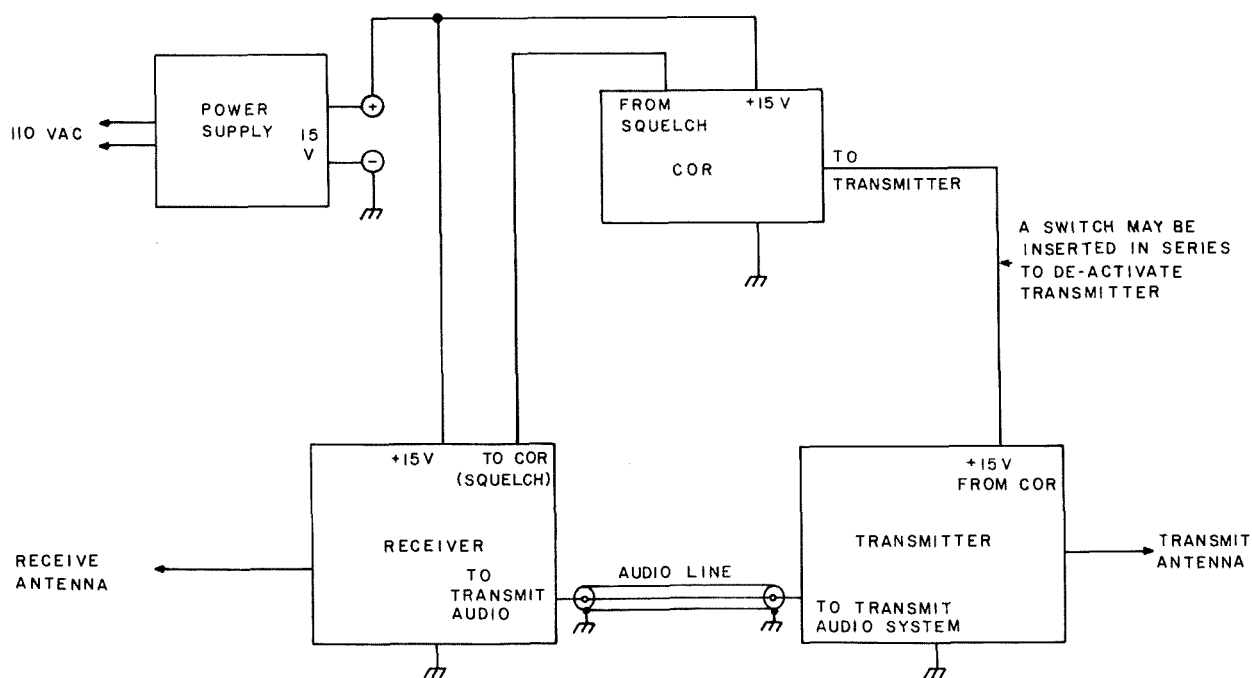 POWER
SUPPLY
15
V
110 VAC
+
−
FROM
SQUELCH
+15 V
COR
TO
TRANSMITTER
A SWITCH MAY BE
INSERTED IN SERIES
TO DE-ACTIVATE
TRANSMITTER
+15 V
TO COR
(SQUELCH)
RECEIVER
TO
TRANSMIT
AUDIO
RECEIVE
ANTENNA
AUDIO LINE
+15 V
FROM COR
TRANSMITTER
TO TRANSMIT
AUDIO SYSTEM
TRANSMIT
ANTENNA